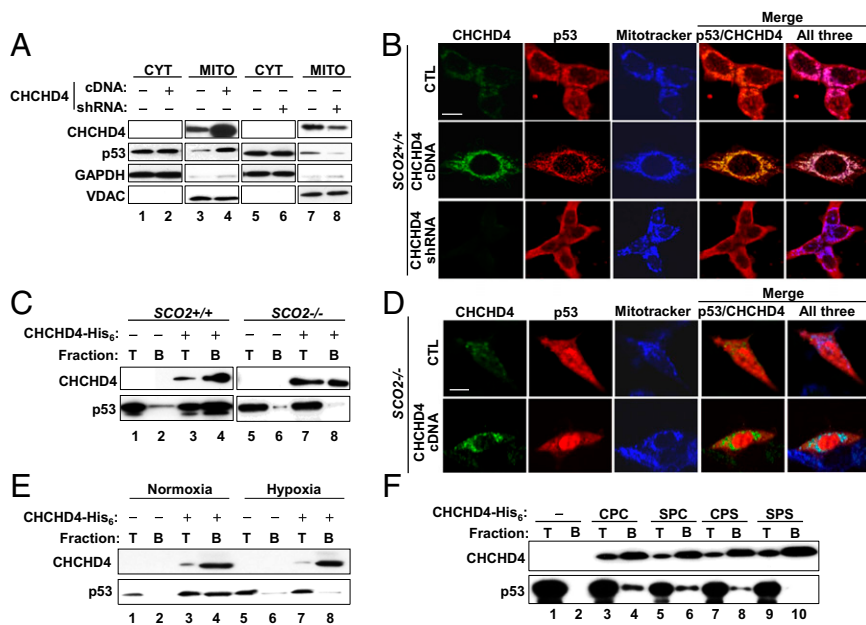 A
CYT MITO CYT MITO
CHCHD4 cDNA: – + – + – – – –
shRNA: – – – – – + – +
CHCHD4
p53
GAPDH
VDAC
1 2 3 4 5 6 7 8
B
Merge
CHCHD4 p53 Mitotracker p53/CHCHD4 All three
SCO2+/+
CTL
CHCHD4 cDNA
CHCHD4 shRNA
C
SCO2+/+ SCO2-/-
CHCHD4-His6: – – + + – – + +
Fraction: T B T B T B T B
CHCHD4
p53
1 2 3 4 5 6 7 8
D
Merge
CHCHD4 p53 Mitotracker p53/CHCHD4 All three
SCO2-/-
CTL
CHCHD4 cDNA
E
Normoxia Hypoxia
CHCHD4-His6: – – + + – – + +
Fraction: T B T B T B T B
CHCHD4
p53
1 2 3 4 5 6 7 8
F
CHCHD4-His6: – CPC SPC CPS SPS
Fraction: T B T B T B T B T B
CHCHD4
p53
1 2 3 4 5 6 7 8 9 10